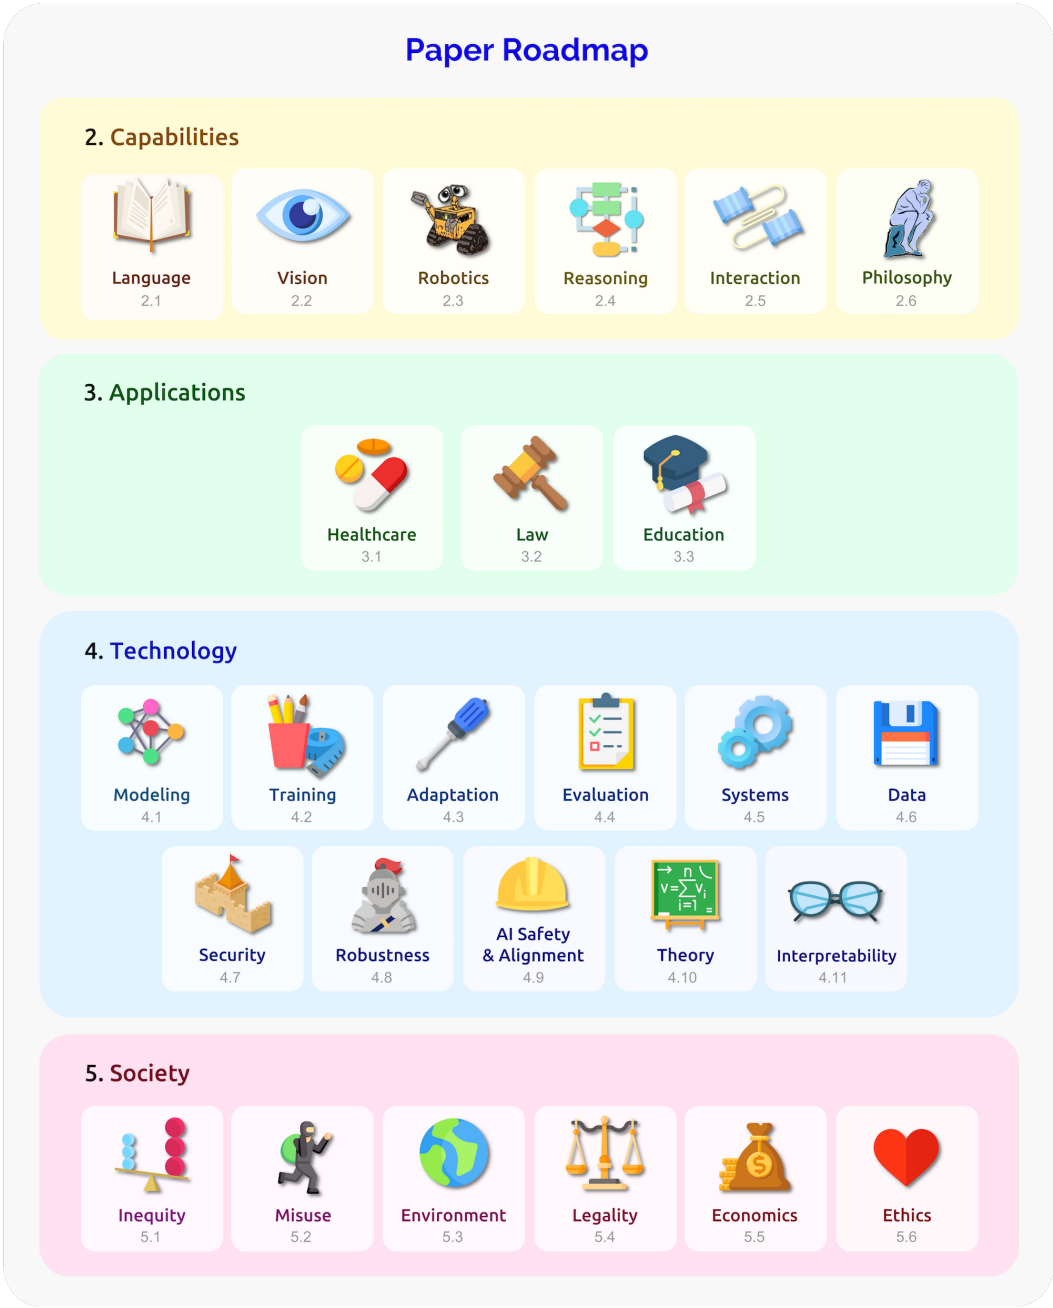 Paper Roadmap
2. Capabilities
Language
2.1
Vision
2.2
Robotics
2.3
Reasoning
2.4
Interaction
2.5
Philosophy
2.6
3. Applications
Healthcare
3.1
Law
3.2
Education
3.3
4. Technology
Modeling
4.1
Training
4.2
Adaptation
4.3
Evaluation
4.4
Systems
4.5
Data
4.6
Security
4.7
Robustness
4.8
AI Safety
& Alignment
4.9
n
v=∑vᵢ
i=1
Theory
4.10
Interpretability
4.11
5. Society
Inequity
5.1
Misuse
5.2
Environment
5.3
Legality
5.4
$
Economics
5.5
Ethics
5.6